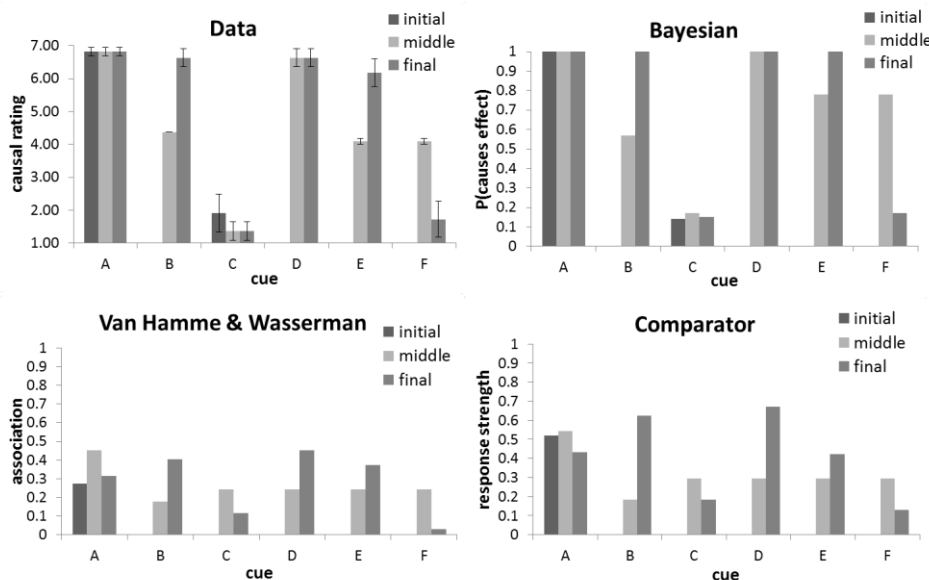 Data
initial
middle
final
7.00
6.00
5.00
4.00
3.00
2.00
1.00
causal rating
A B C D E F
cue
Bayesian
initial
middle
final
1
0.9
0.8
0.7
0.6
0.5
0.4
0.3
0.2
0.1
0
P(causes effect)
A B C D E F
cue
Van Hamme & Wasserman
initial
middle
final
1
0.9
0.8
0.7
0.6
0.5
0.4
0.3
0.2
0.1
0
association
A B C D E F
cue
Comparator
initial
middle
final
1
0.9
0.8
0.7
0.6
0.5
0.4
0.3
0.2
0.1
0
response strength
A B C D E F
cue